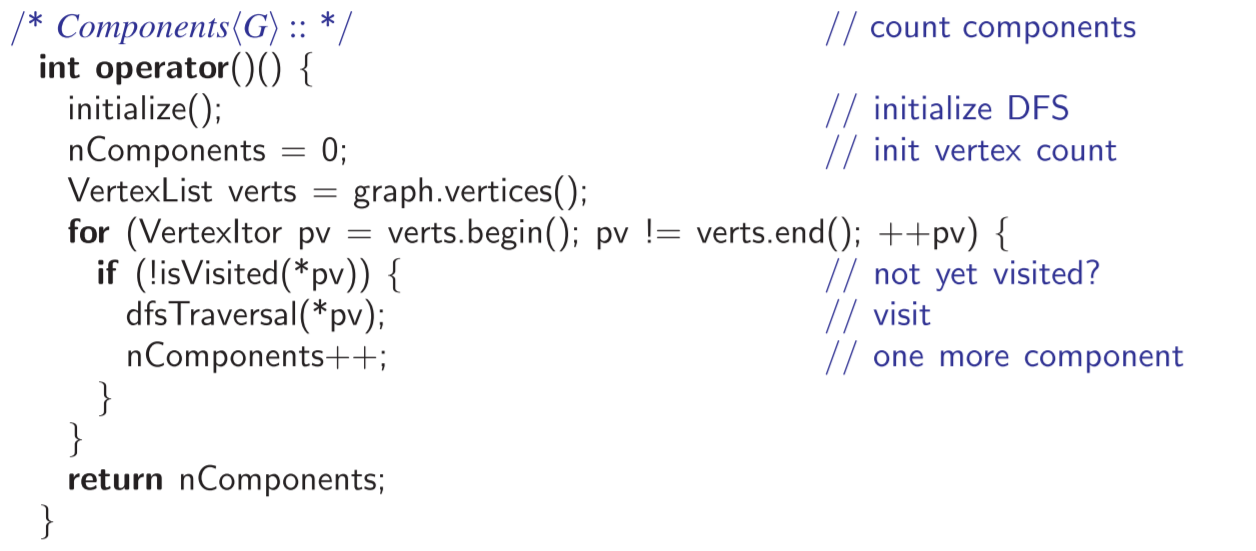 /* Components⟨G⟩ :: */ // count components
int operator()() {
initialize(); // initialize DFS
nComponents = 0; // init vertex count
VertexList verts = graph.vertices();
for (VertexItor pv = verts.begin(); pv != verts.end(); ++pv) {
if (!isVisited(*pv)) { // not yet visited?
dfsTraversal(*pv); // visit
nComponents++; // one more component
}
}
return nComponents;
}